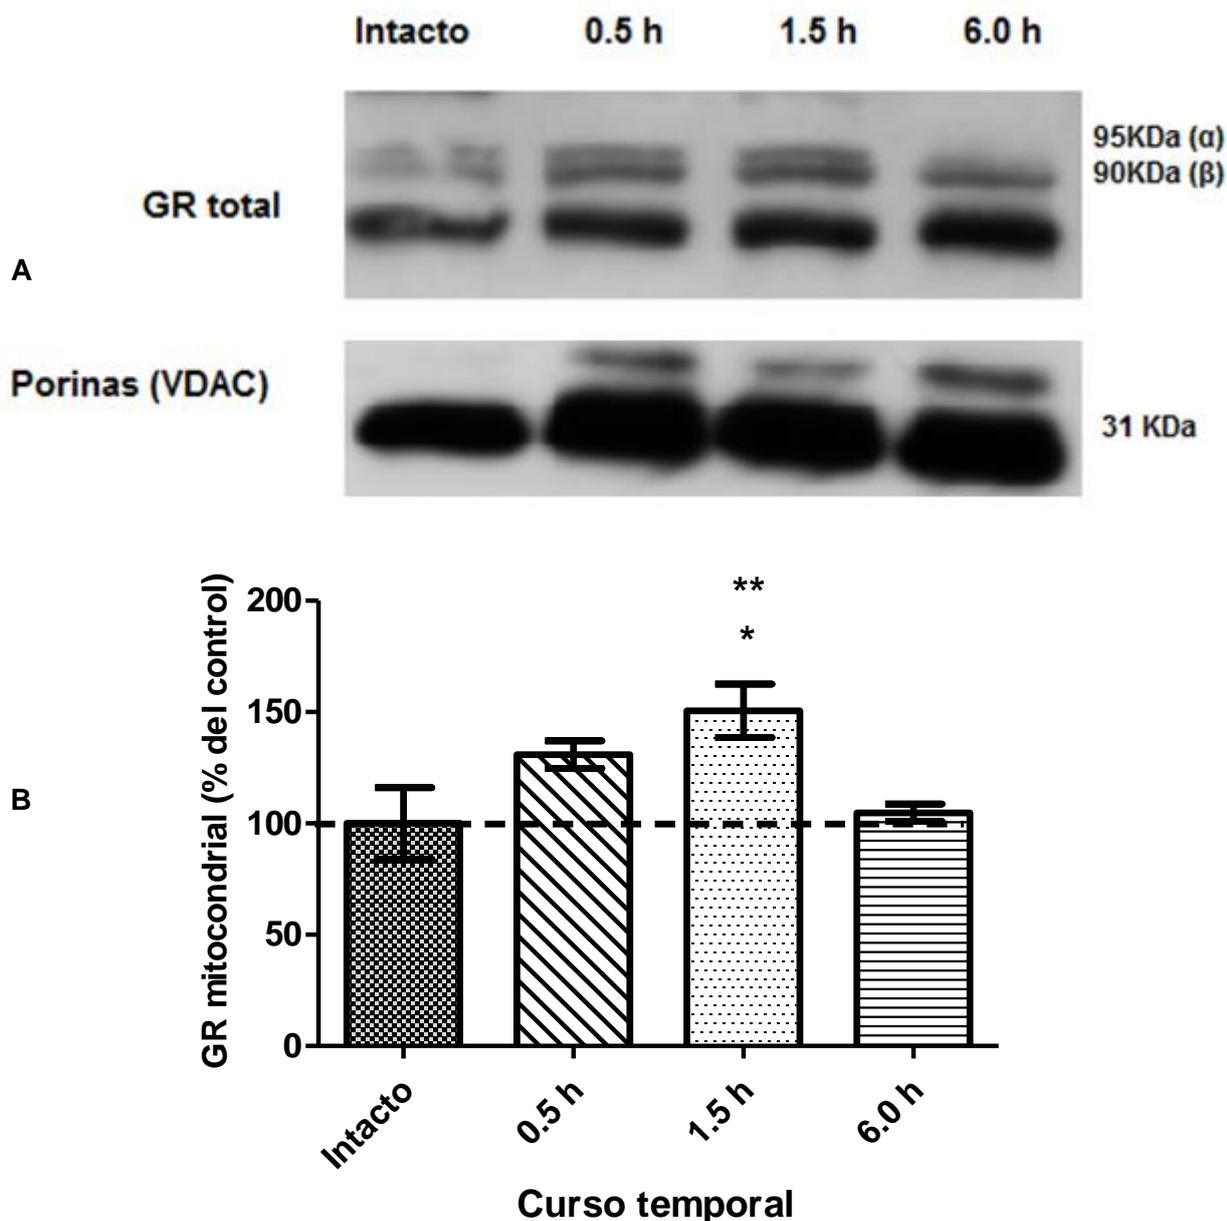 Intacto 0.5 h 1.5 h 6.0 h
95KDa (α)
90KDa (β)
GR total
A
Porinas (VDAC)
31 KDa
B
GR mitocondrial (% del control)
200
150
100
50
0
**
*
Intacto 0.5 h 1.5 h 6.0 h
Curso temporal